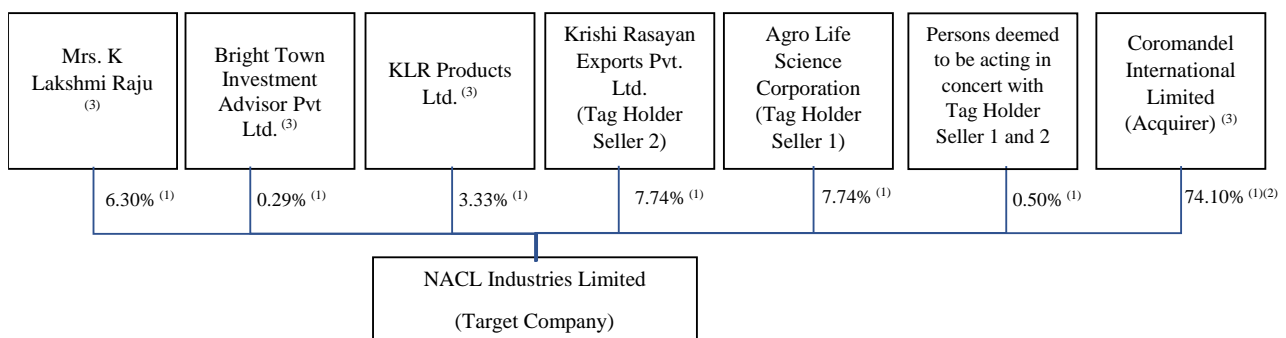 Mrs. K
Lakshmi Raju
(3)
Bright Town
Investment
Advisor Pvt
Ltd. (3)
KLR Products
Ltd. (3)
Krishi Rasayan
Exports Pvt.
Ltd.
(Tag Holder
Seller 2)
Agro Life
Science
Corporation
(Tag Holder
Seller 1)
Persons deemed
to be acting in
concert with
Tag Holder
Seller 1 and 2
Coromandel
International
Limited
(Acquirer) (3)
6.30% (1)
0.29% (1)
3.33% (1)
7.74% (1)
7.74% (1)
0.50% (1)
74.10% (1)(2)
NACL Industries Limited
(Target Company)